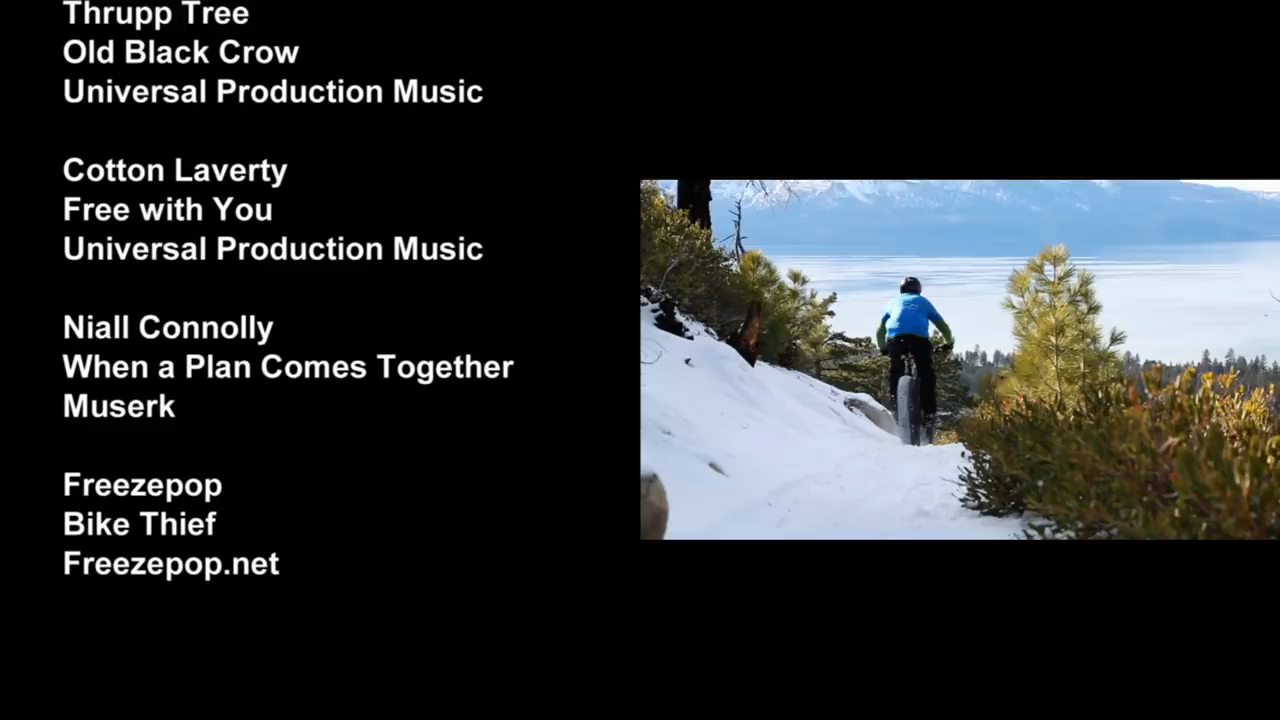 Thrupp Tree
Old Black Crow
Universal Production Music
Cotton Laverty
Free with You
Universal Production Music
Niall Connolly
When a Plan Comes Together
Muserk
Freezepop
Bike Thief
Freezepop.net